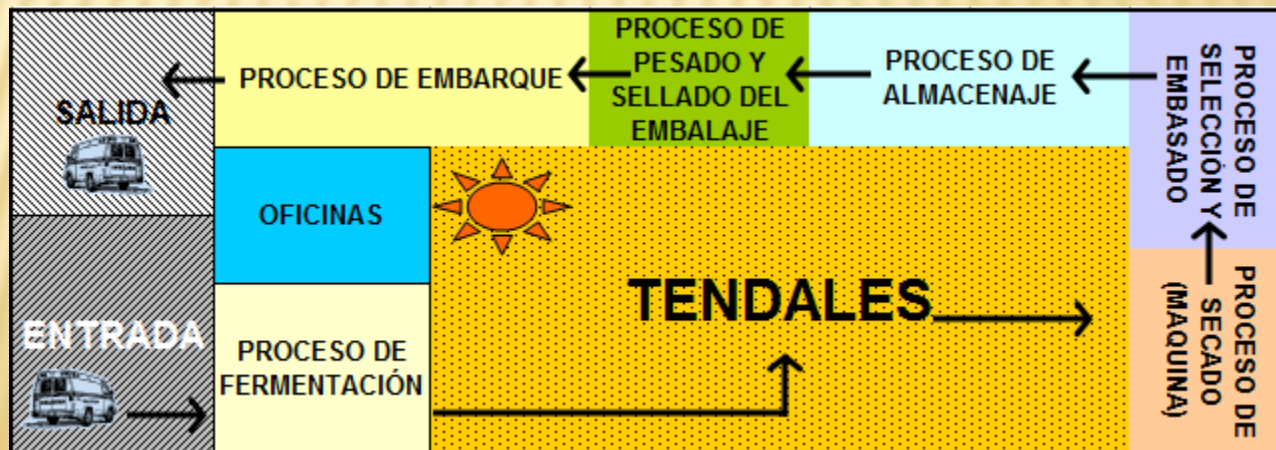 SALIDA
PROCESO DE EMBARQUE
PROCESO DE
PESADO Y
SELLADO DEL
EMBALAJE
PROCESO DE
ALMACENAJE
PROCESO DE
SELECCIÓN Y
EMBASADO
OFICINAS
TENDALES
ENTRADA
PROCESO DE
FERMENTACIÓN
PROCESO DE
SECADO
(MAQUINA)